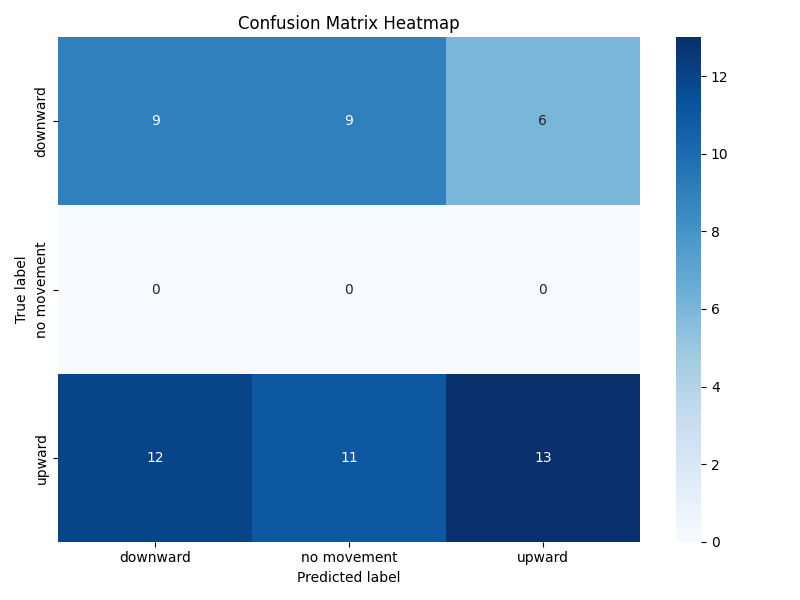 Confusion Matrix Heatmap
downward
9
9
6
12
10
8
6
4
2
0
True label
no movement
0
0
0
upward
12
11
13
downward
no movement
upward
Predicted label